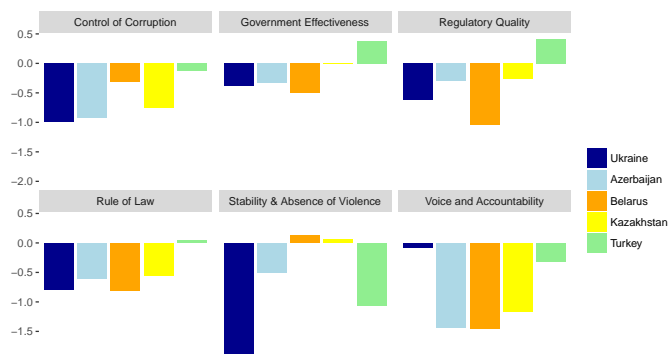 Control of Corruption Government Effectiveness Regulatory Quality
0.5
0.0
−0.5
−1.0
−1.5
−2.0
Rule of Law Stability & Absence of Violence Voice and Accountability
0.5
0.0
−0.5
−1.0
−1.5
Ukraine
Azerbaijan
Belarus
Kazakhstan
Turkey